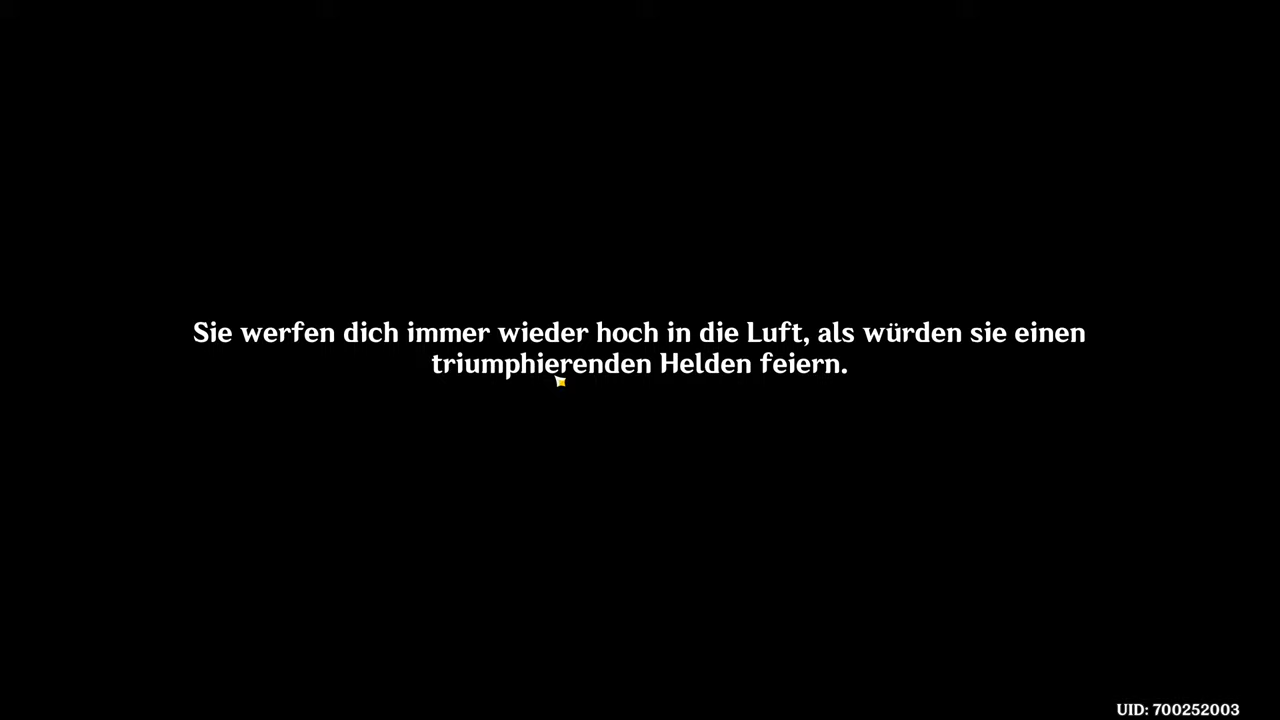 Sie werfen dich immer wieder hoch in die Luft, als würden sie einen
triumphierenden Helden feiern.
UID: 700252003